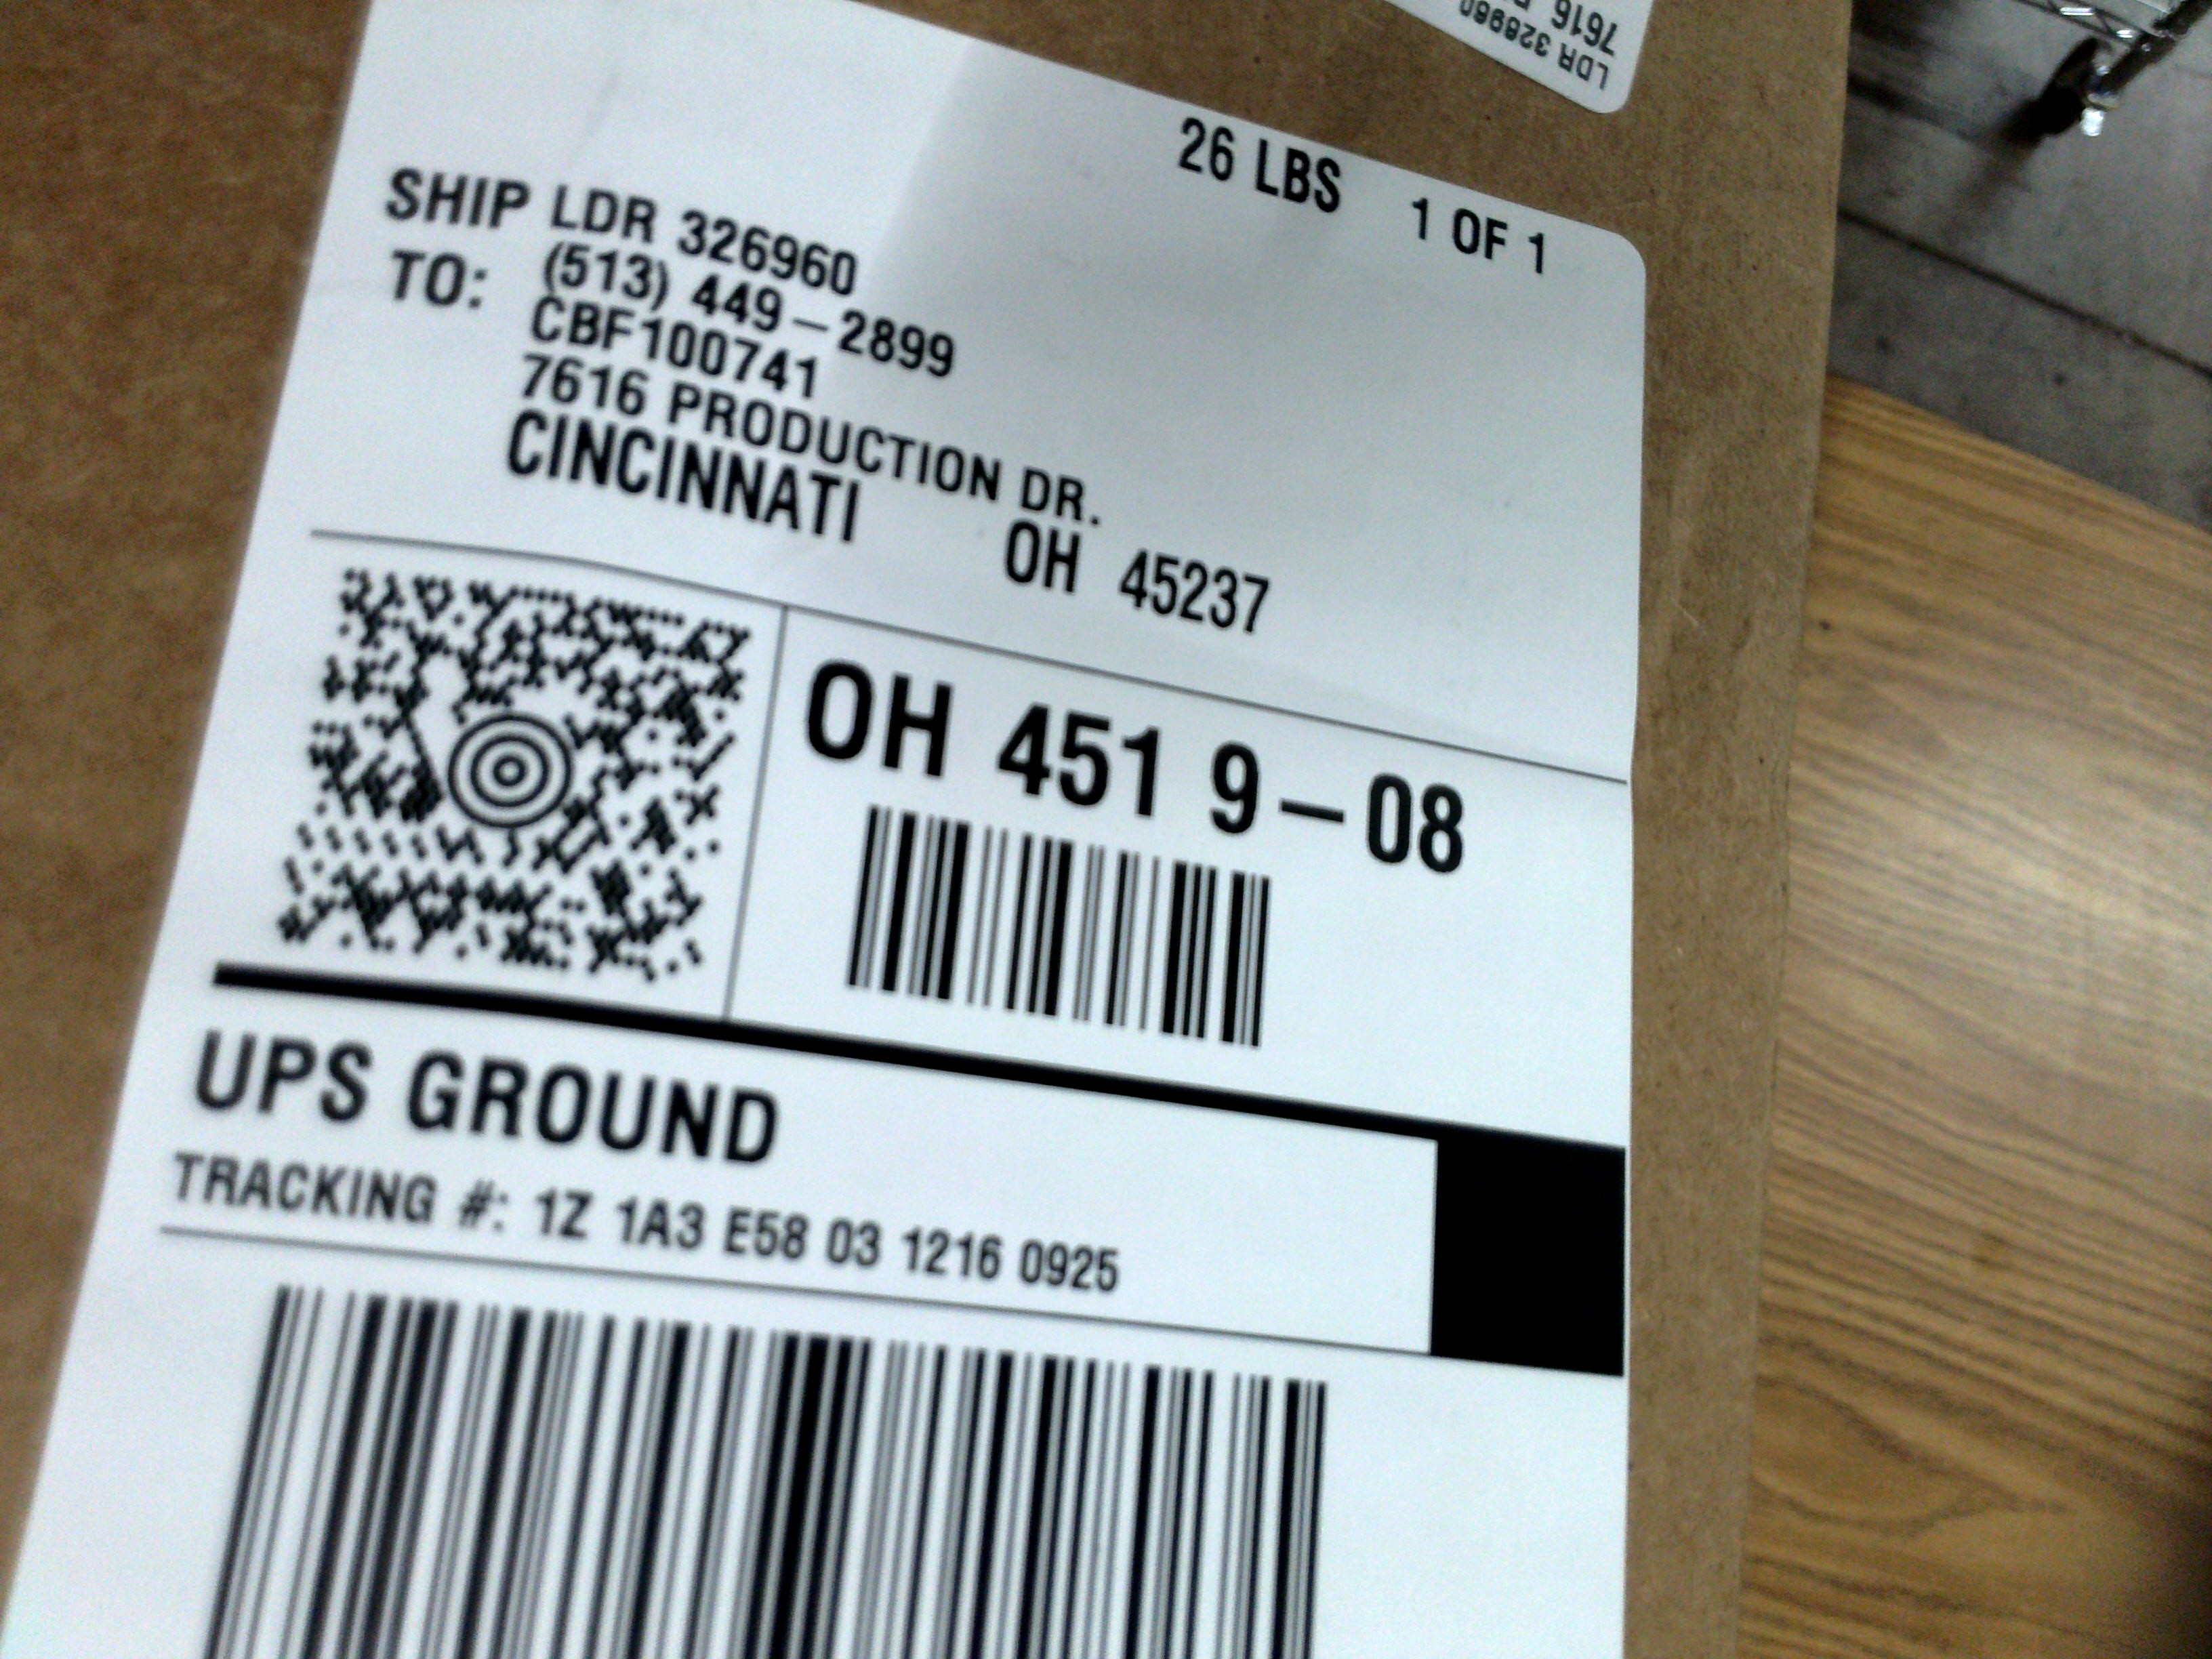 LDR 326960
7616
26 LBS 1 OF 1
SHIP TO: LDR 326960
(513) 449-2899
CBF100741
7616 PRODUCTION DR.
CINCINNATI OH 45237
OH 451 9-08
UPS GROUND
TRACKING #: 1Z 1A3 E58 03 1216 0925